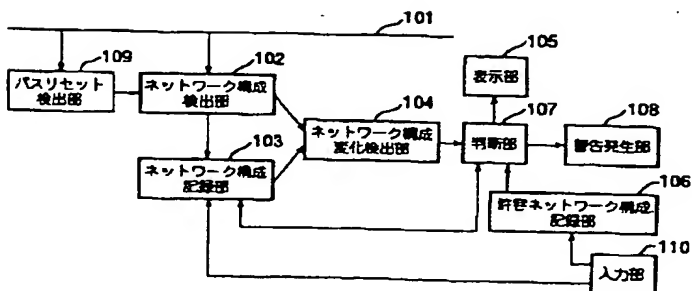 101
105
109
102
表示部
バスリセット
検出部
ネットワーク構成
検出部
104
107
108
ネットワーク構成
変化検出部
判断部
警告発生部
103
ネットワーク構成
記録部
106
許容ネットワーク構成
記録部
110
入力部